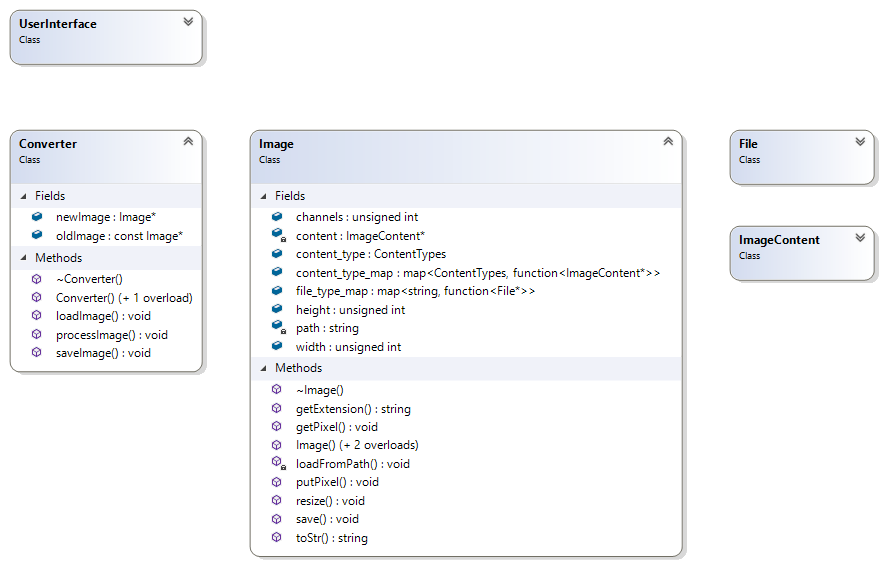 UserInterface
Class
Converter
Class
Fields
newImage : Image*
oldImage : const Image*
Methods
~Converter()
Converter() (+ 1 overload)
loadImage() : void
processImage() : void
saveImage() : void
Image
Class
Fields
channels : unsigned int
content : ImageContent*
content_type : ContentTypes
content_type_map : map<ContentTypes, function<ImageContent*>>
file_type_map : map<string, function<File*>>
height : unsigned int
path : string
width : unsigned int
Methods
~Image()
getExtension() : string
getPixel() : void
Image() (+ 2 overloads)
loadFromPath() : void
putPixel() : void
resize() : void
save() : void
toStr() : string
File
Class
ImageContent
Class